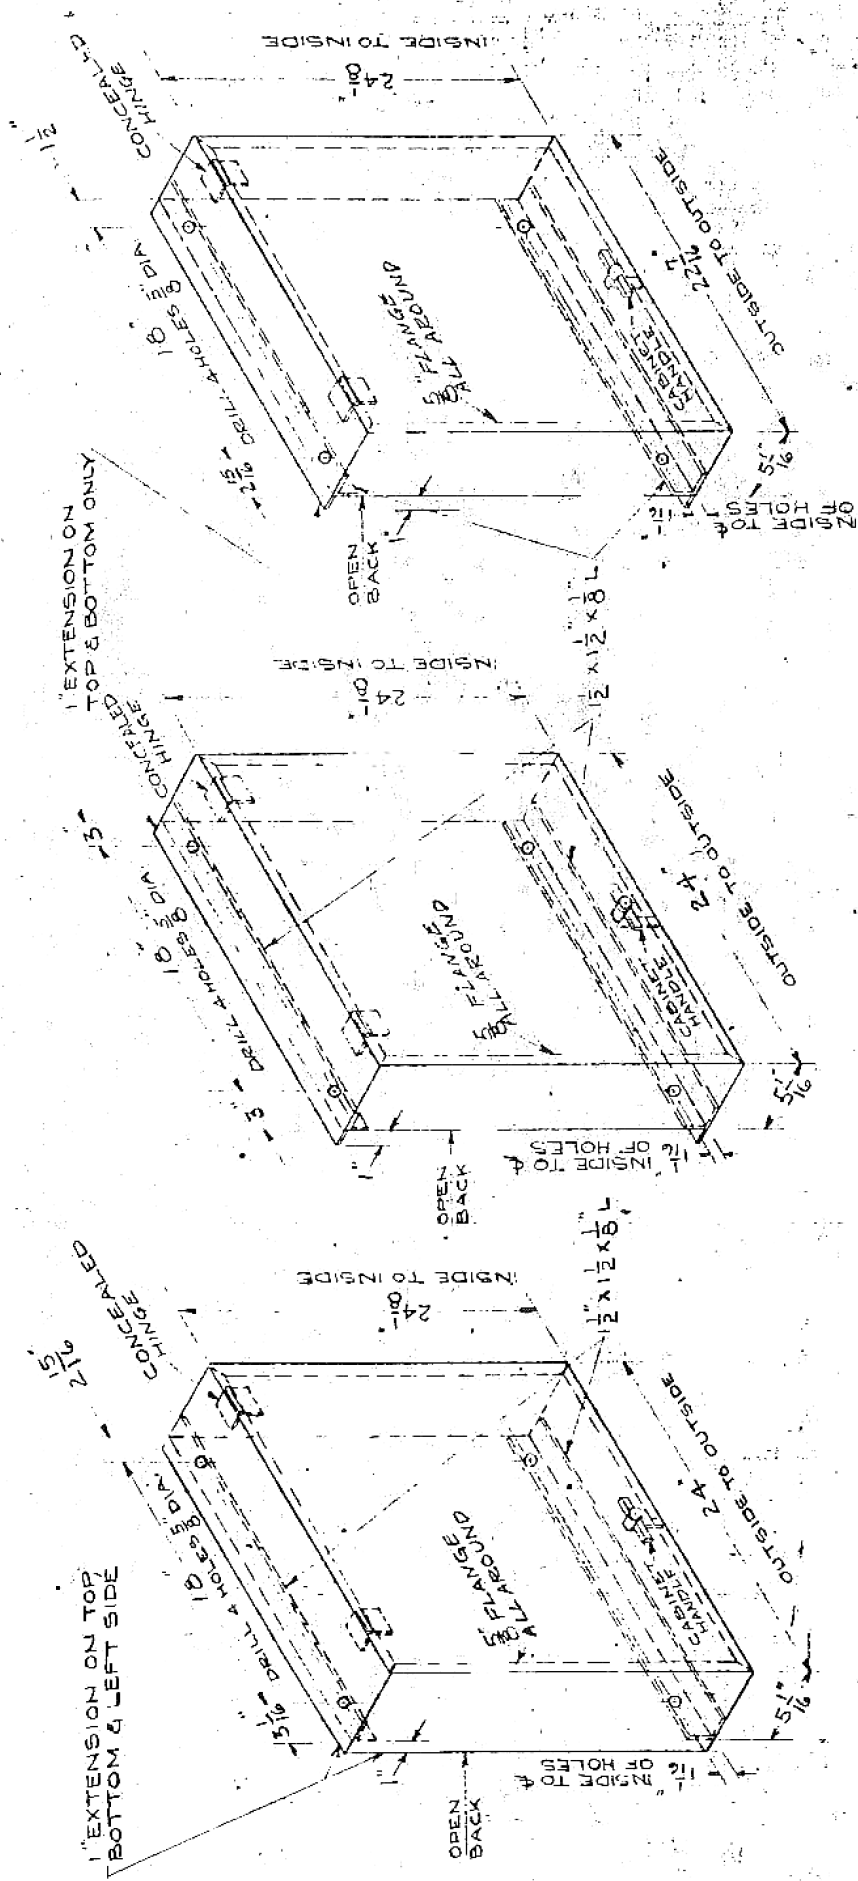 1" EXTENSION ON TOP,
BOTTOM & LEFT SIDE
CONCEALED
HINGE
2 15/16"
18"
3 1/16"
DRILL 4 HOLES 5/8" DIA.
24 1/8"
INSIDE TO INSIDE
1"
OPEN
BACK
5/8" FLANGE
ALL AROUND
CABINET
HANDLE
1 1/16" INSIDE TO ₵
OF HOLES
5 1/16"
24"
OUTSIDE TO OUTSIDE
1 1/2" x 1 1/2" x 1/8" L
1" EXTENSION ON
TOP & BOTTOM ONLY
CONCEALED
HINGE
3"
18"
3"
DRILL 4 HOLES 5/8" DIA.
24 1/8"
INSIDE TO INSIDE
1"
OPEN
BACK
5/8" FLANGE
ALL AROUND
CABINET
HANDLE
1 1/16" INSIDE TO ₵
OF HOLES
5 1/16"
24"
OUTSIDE TO OUTSIDE
1 1/2" x 1 1/2" x 1/8" L
CONCEALED
HINGE
1 1/2"
18"
2 15/16"
DRILL 4 HOLES 5/8" DIA.
24 1/8"
INSIDE TO INSIDE
1"
OPEN
BACK
5/8" FLANGE
ALL AROUND
CABINET
HANDLE
1 1/16"
INSIDE TO ₵
OF HOLES
5 1/16"
22 7/16"
OUTSIDE TO OUTSIDE